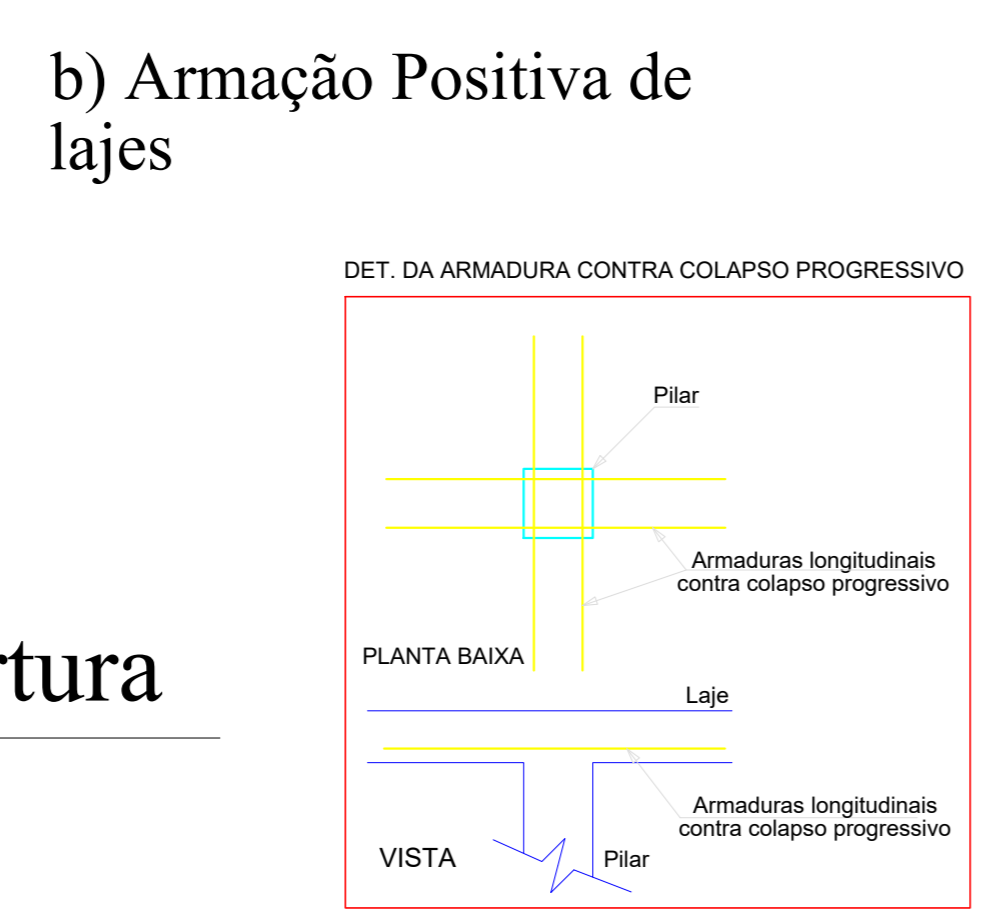 b) Armação Positiva de
lajes
DET. DA ARMADURA CONTRA COLAPSO PROGRESSIVO
Pilar
Armaduras longitudinais
contra colapso progressivo
rtura
PLANTA BAIXA
Laje
Armaduras longitudinais
contra colapso progressivo
VISTA
Pilar